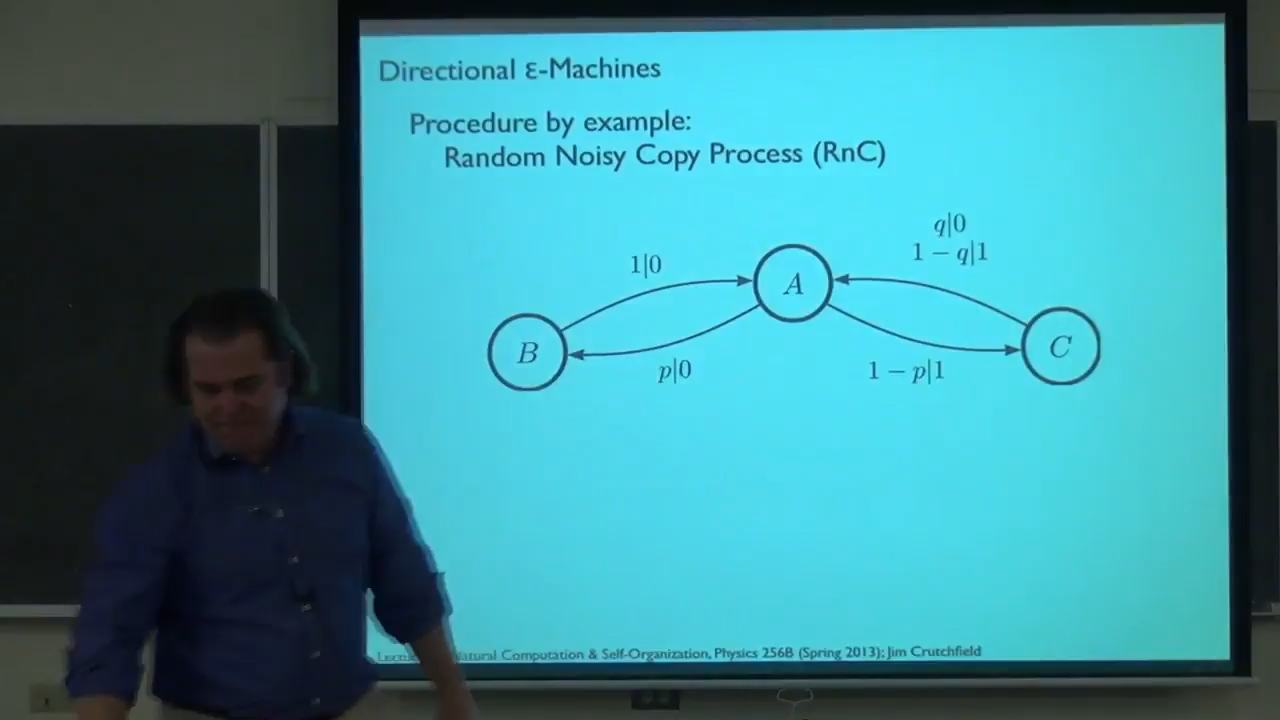 Directional ε-Machines
Procedure by example:
Random Noisy Copy Process (RnC)
q|0
1|0
1 − q|1
A
B
C
p|0
1 − p|1
Natural Computation & Self-Organization, Physics 256B (Spring 2013); Jim Crutchfield